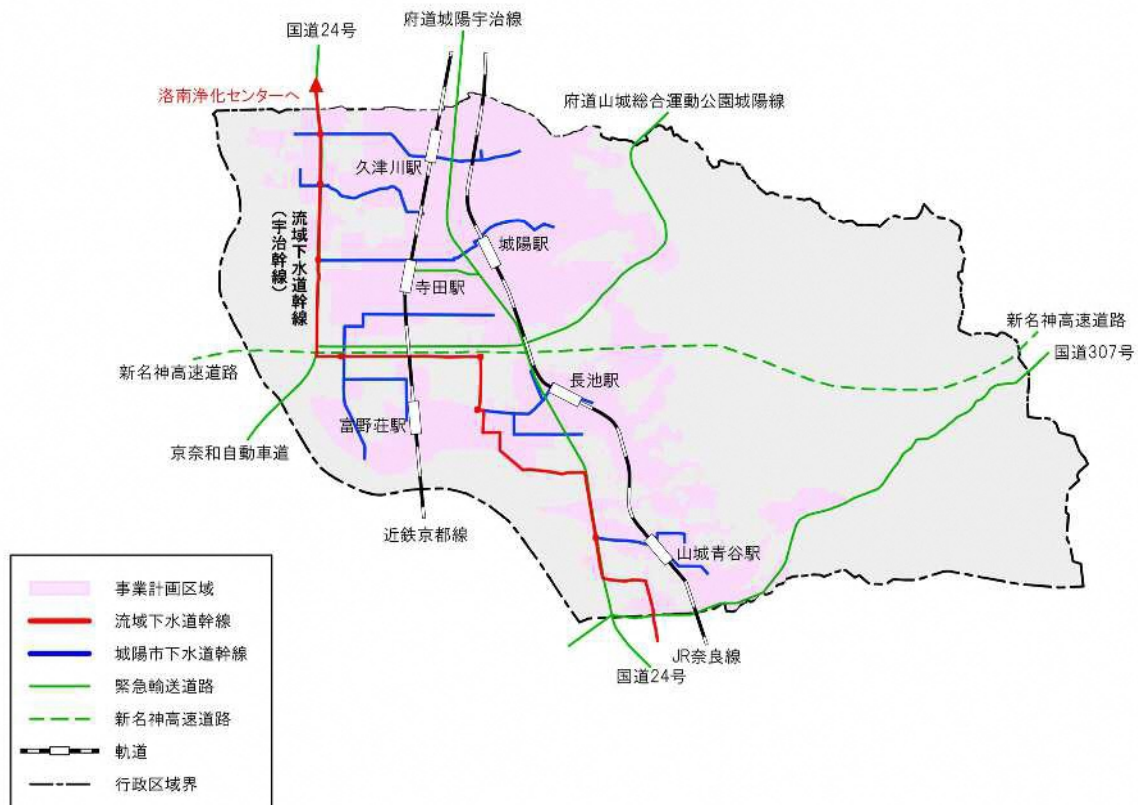 国道24号
府道城陽宇治線
洛南浄化センターへ
府道山城総合運動公園城陽線
久津川駅
流域下水道幹線
(宇治幹線)
城陽駅
寺田駅
新名神高速道路
国道307号
新名神高速道路
長池駅
富野荘駅
京奈和自動車道
近鉄京都線
山城青谷駅
JR奈良線
国道24号
事業計画区域
流域下水道幹線
城陽市下水道幹線
緊急輸送道路
新名神高速道路
軌道
行政区域界